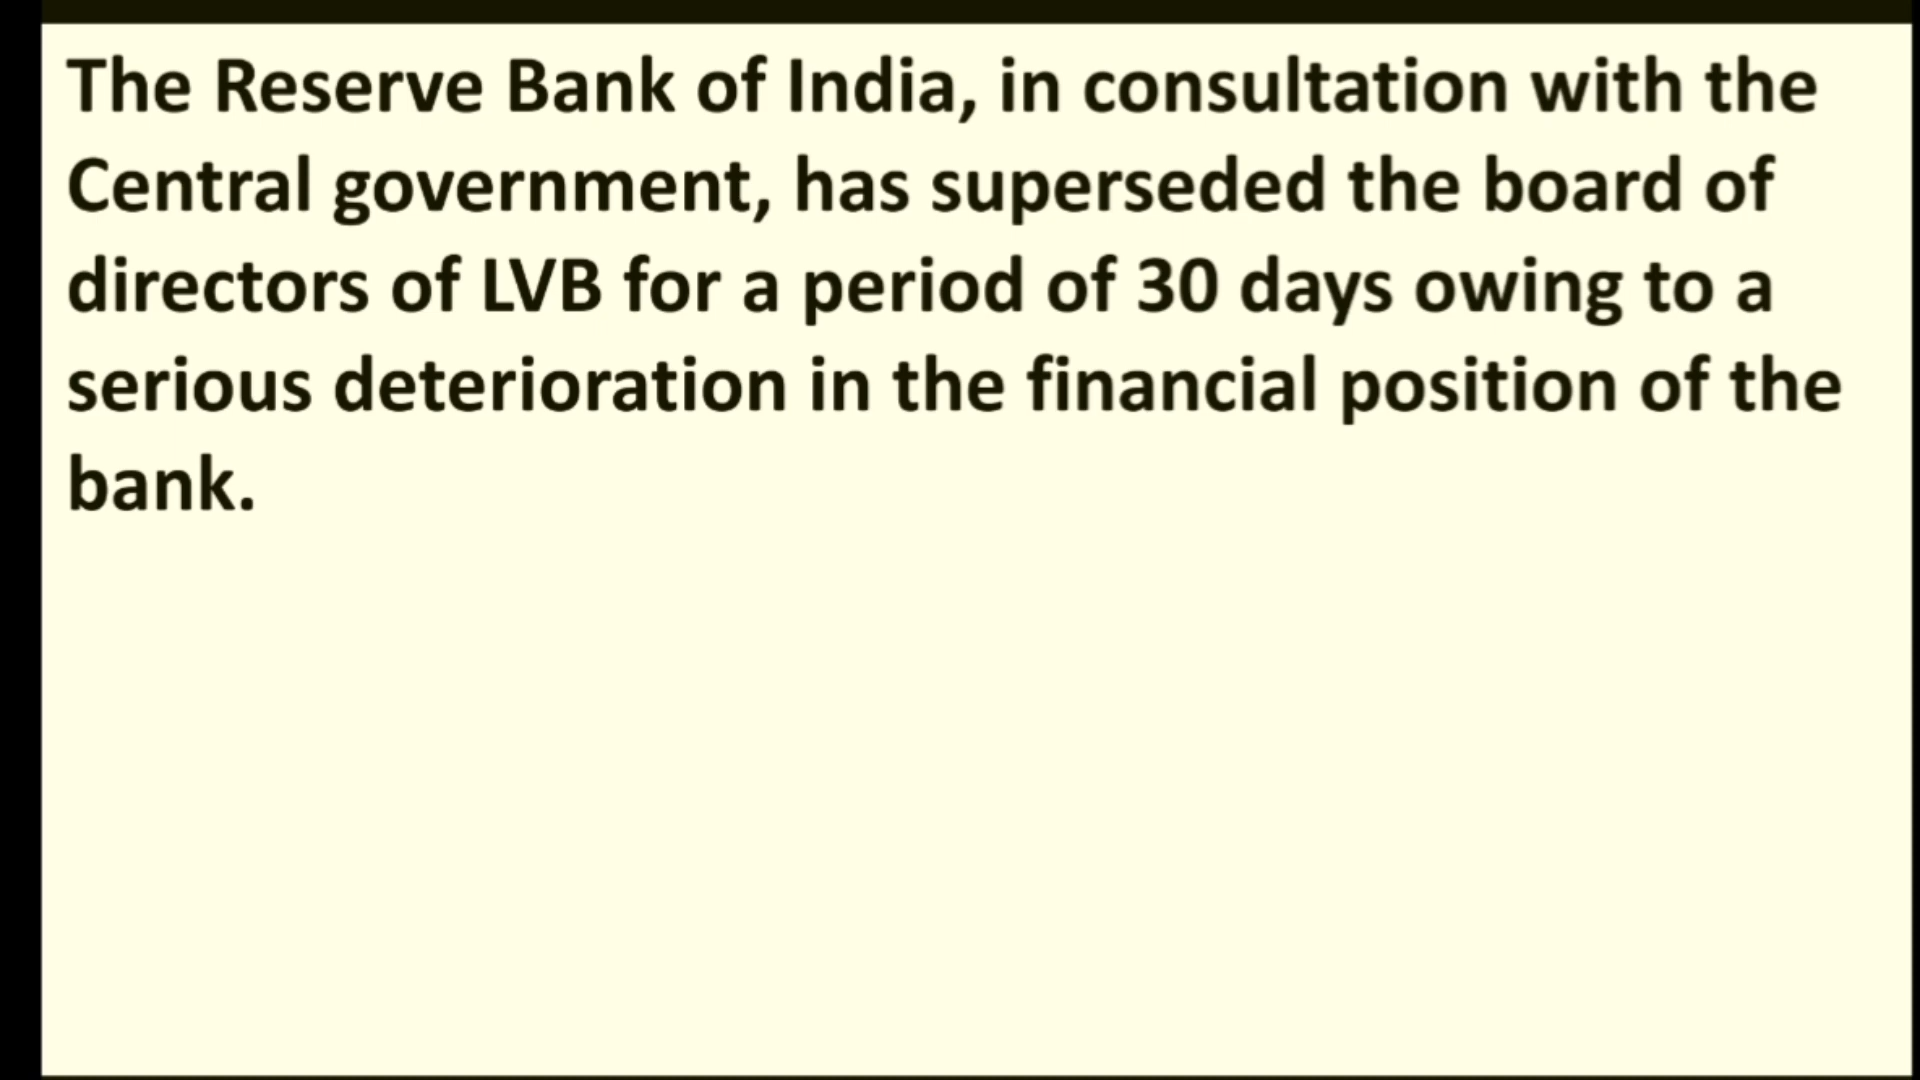 The Reserve Bank of India, in consultation with the
Central government, has superseded the board of
directors of LVB for a period of 30 days owing to a
serious deterioration in the financial position of the
bank.